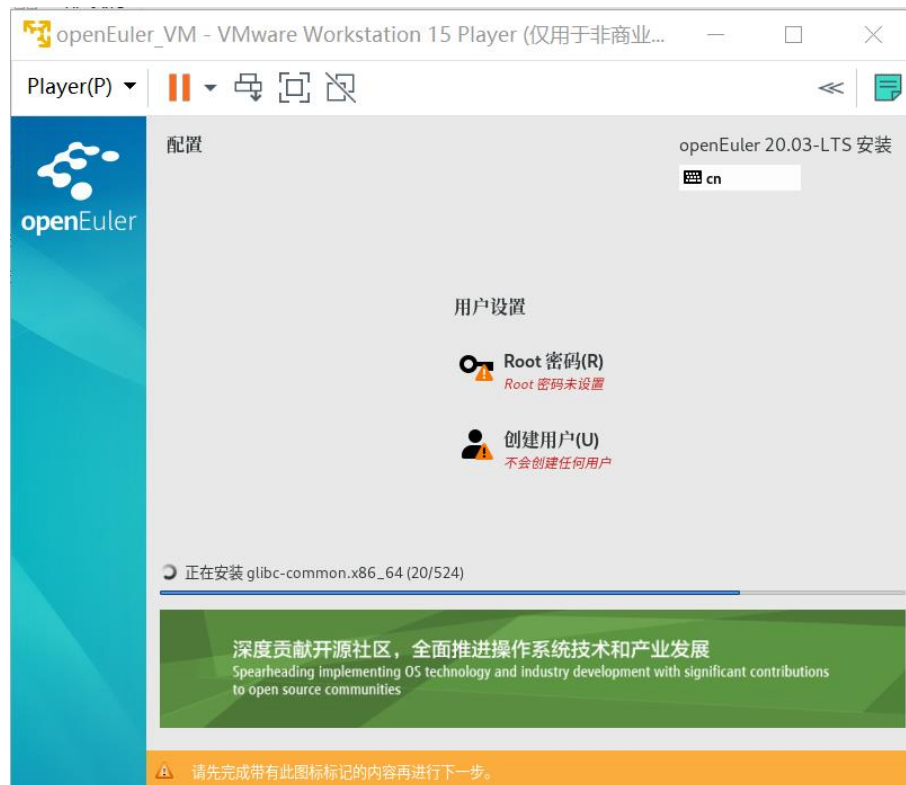 openEuler_VM - VMware Workstation 15 Player (仅用于非商业...
Player(P)
openEuler
配置
openEuler 20.03-LTS 安装
cn
用户设置
Root 密码(R)
Root 密码未设置
创建用户(U)
不会创建任何用户
正在安装 glibc-common.x86_64 (20/524)
深度贡献开源社区，全面推进操作系统技术和产业发展
Spearheading implementing OS technology and industry development with significant contributions
to open source communities
请先完成带有此图标标记的内容再进行下一步。